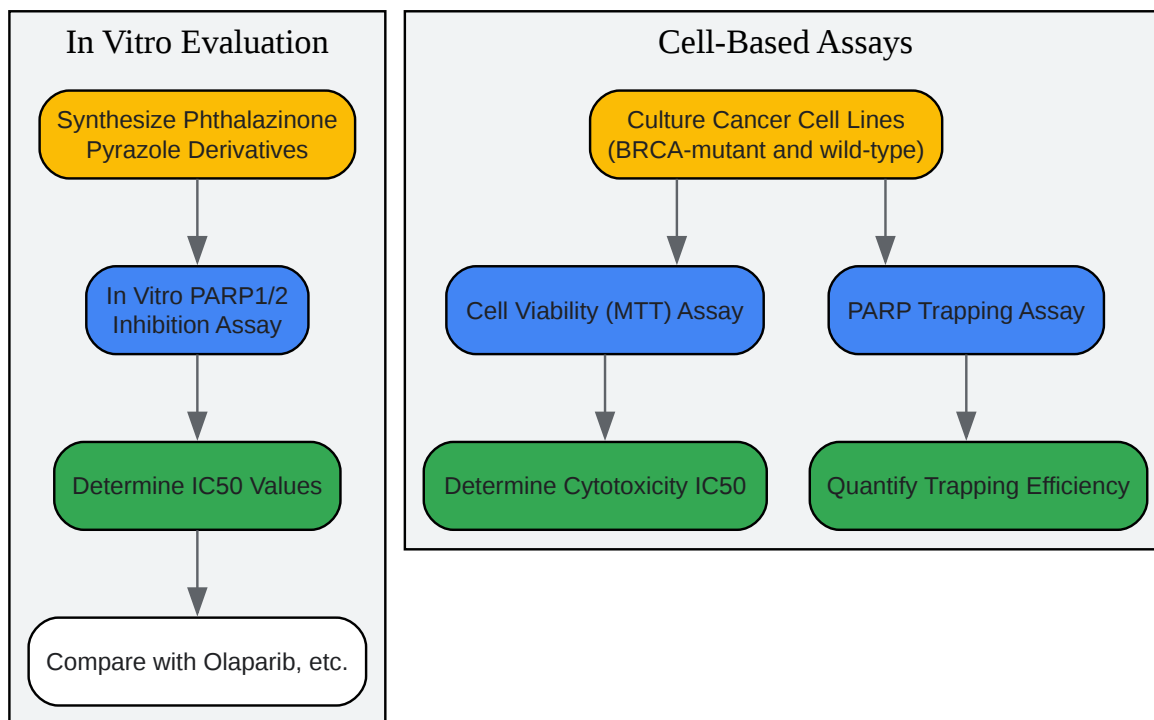 In Vitro Evaluation
Synthesize Phthalazinone
Pyrazole Derivatives
In Vitro PARP1/2
Inhibition Assay
Determine IC50 Values
Compare with Olaparib, etc.
Cell-Based Assays
Culture Cancer Cell Lines
(BRCA-mutant and wild-type)
Cell Viability (MTT) Assay
PARP Trapping Assay
Determine Cytotoxicity IC50
Quantify Trapping Efficiency